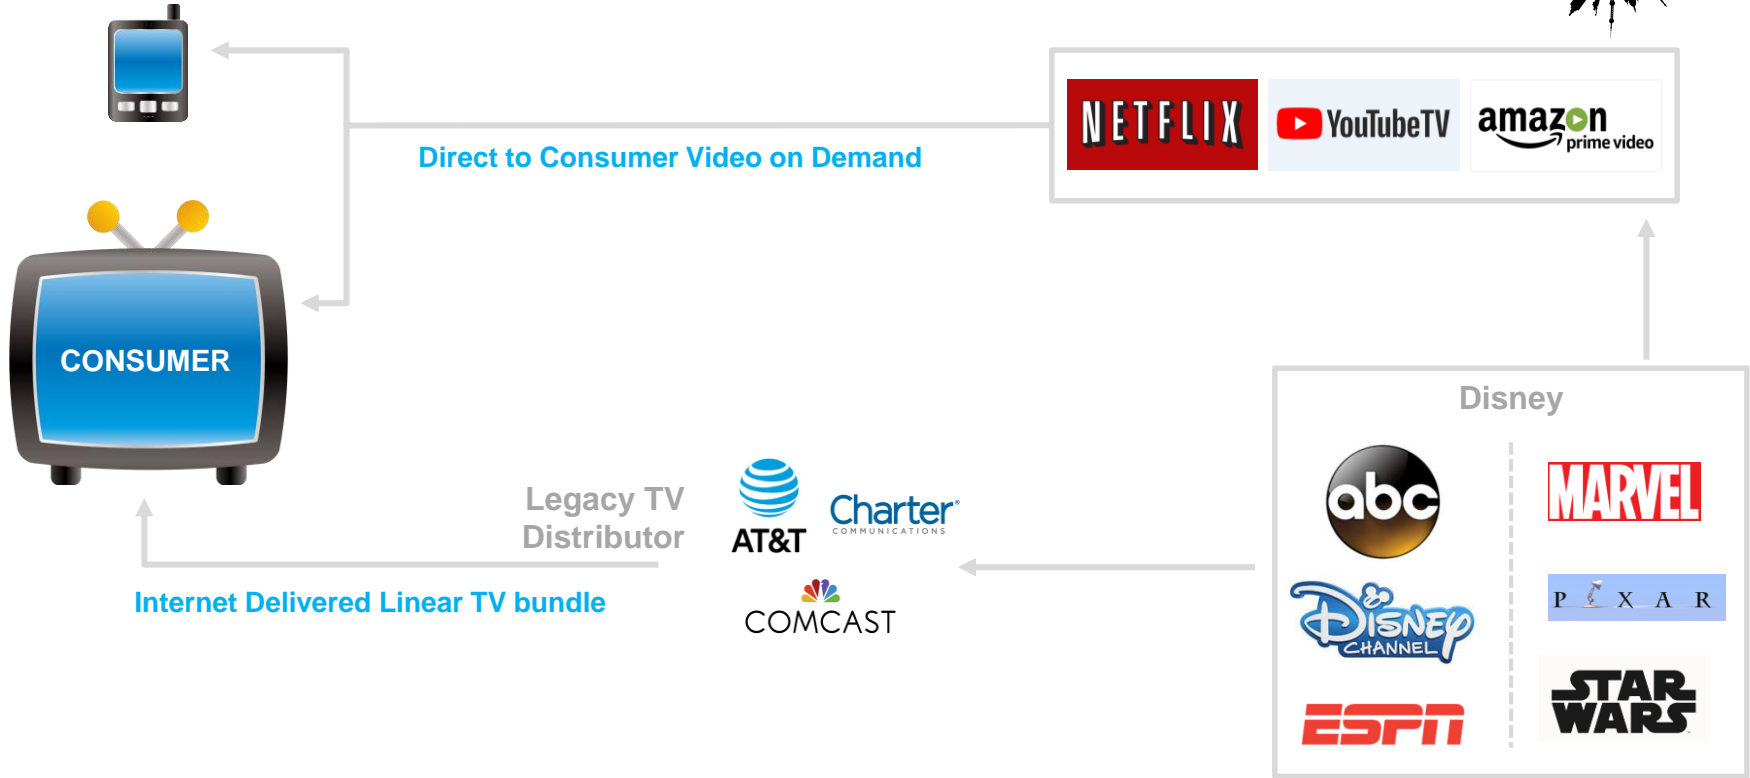 NETFLIX
YouTubeTV
amazon
prime video
Direct to Consumer Video on Demand
CONSUMER
Disney
abc
MARVEL
Legacy TV
Distributor
AT&T
Charter
COMMUNICATIONS
Internet Delivered Linear TV bundle
COMCAST
DISNEY
CHANNEL
PIXAR
ESPN
STAR
WARS